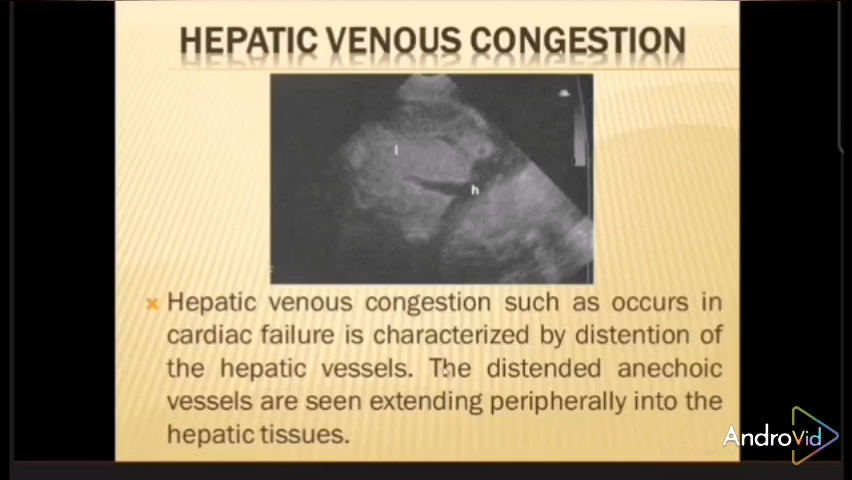 HEPATIC VENOUS CONGESTION
l
h
Hepatic venous congestion such as occurs in
cardiac failure is characterized by distention of
the hepatic vessels. The distended anechoic
vessels are seen extending peripherally into the
hepatic tissues.
AndroVid